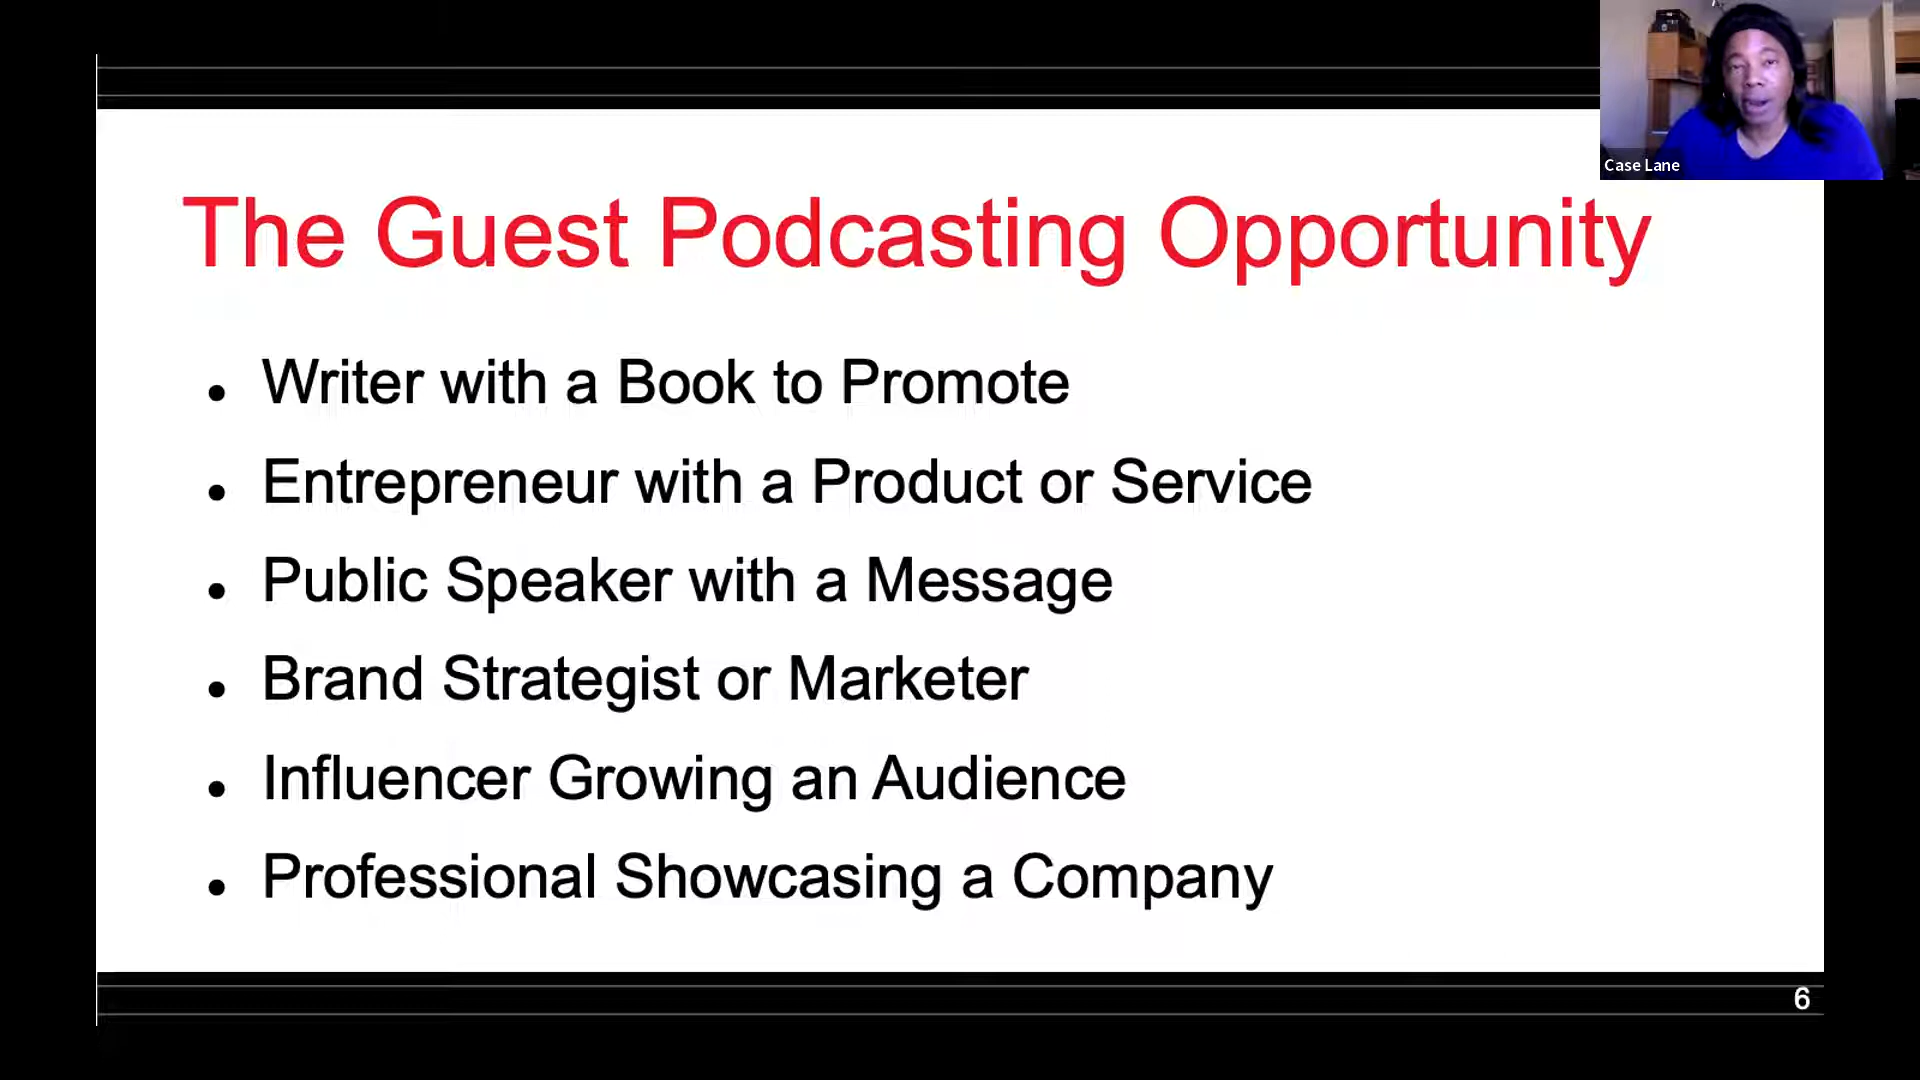 Case Lane
The Guest Podcasting Opportunity
• Writer with a Book to Promote
• Entrepreneur with a Product or Service
• Public Speaker with a Message
• Brand Strategist or Marketer
• Influencer Growing an Audience
• Professional Showcasing a Company
6